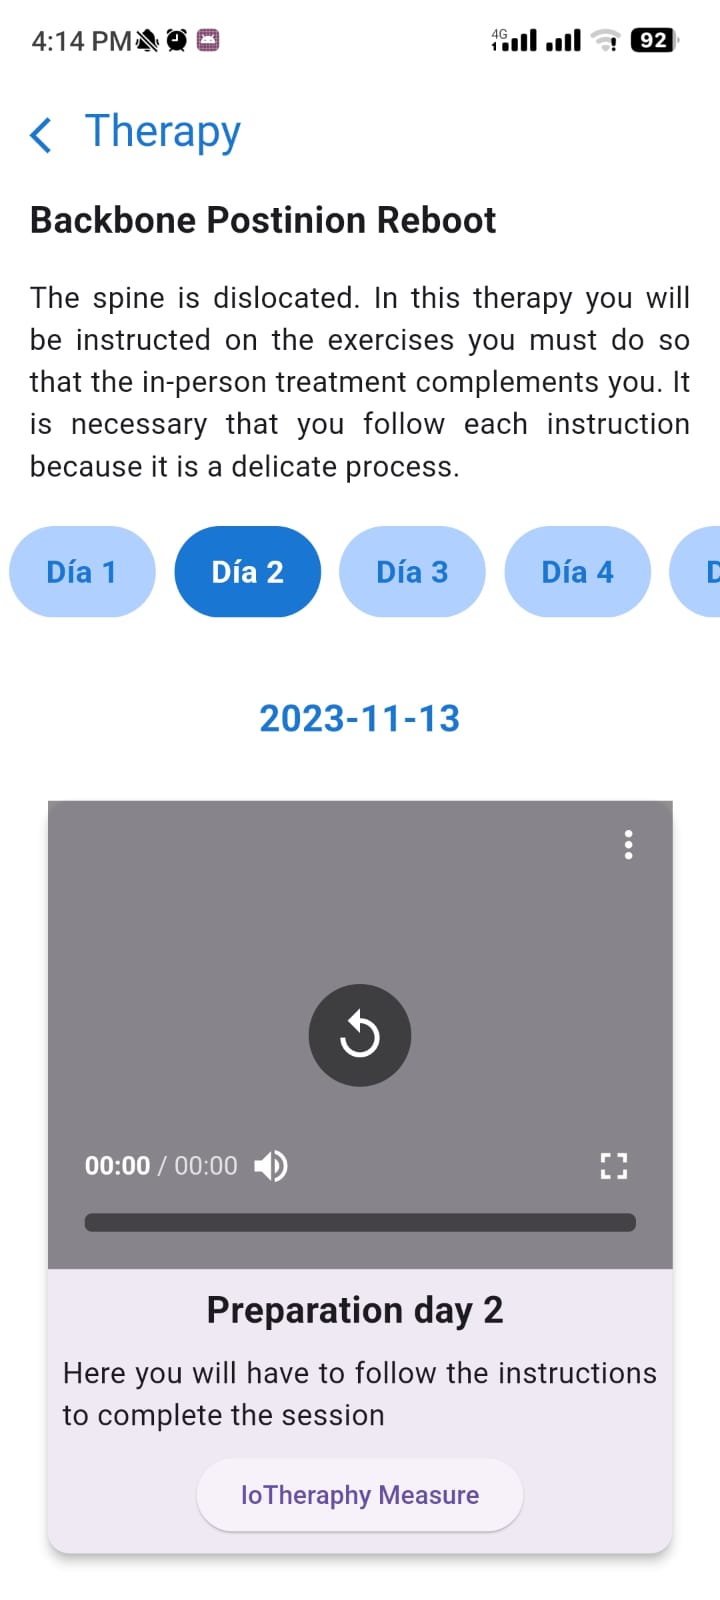 4:14 PM
4G
92
Therapy
Backbone Postinion Reboot
The spine is dislocated. In this therapy you will
be instructed on the exercises you must do so
that the in-person treatment complements you. It
is necessary that you follow each instruction
because it is a delicate process.
Día 1 Día 2 Día 3 Día 4 D
2023-11-13
00:00 / 00:00
Preparation day 2
Here you will have to follow the instructions
to complete the session
IoTheraphy Measure